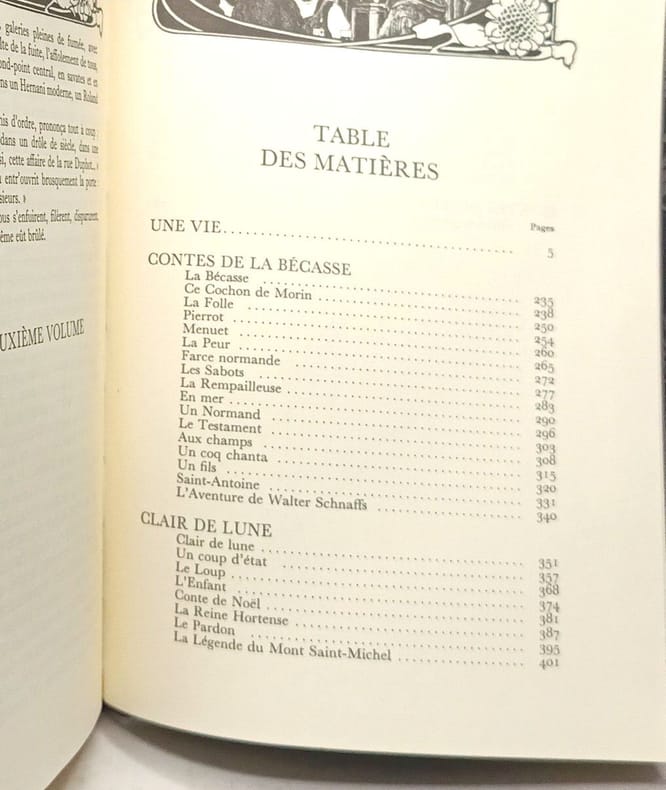 galeries pleines de fumée, avec
de la fuite, l'affolement de tous,
ond-point central, en savates et en
ns un Hernani moderne, un Roland
is d'ordre, prononça tout à coup :
dans un drôle de siècle, dans une
si, cette affaire de la rue Duphot... »
entr'ouvrit brusquement la porte
sieurs. »
ous s'enfuirent, filèrent, disparurent,
ême eût brûlé.
UXIÈME VOLUME
TABLE
DES MATIÈRES
Pages
UNE VIE 5
CONTES DE LA BÉCASSE
La Bécasse 235
Ce Cochon de Morin 238
La Folle 250
Pierrot 254
Menuet 260
La Peur 265
Farce normande 272
Les Sabots 277
La Rempailleuse 283
En mer 290
Un Normand 296
Le Testament 303
Aux champs 308
Un coq chanta 315
Un fils 320
Saint-Antoine 331
L'Aventure de Walter Schnaffs 340
CLAIR DE LUNE
Clair de lune 351
Un coup d'état 357
Le Loup 368
L'Enfant 374
Conte de Noël 381
La Reine Hortense 387
Le Pardon 395
La Légende du Mont Saint-Michel 401